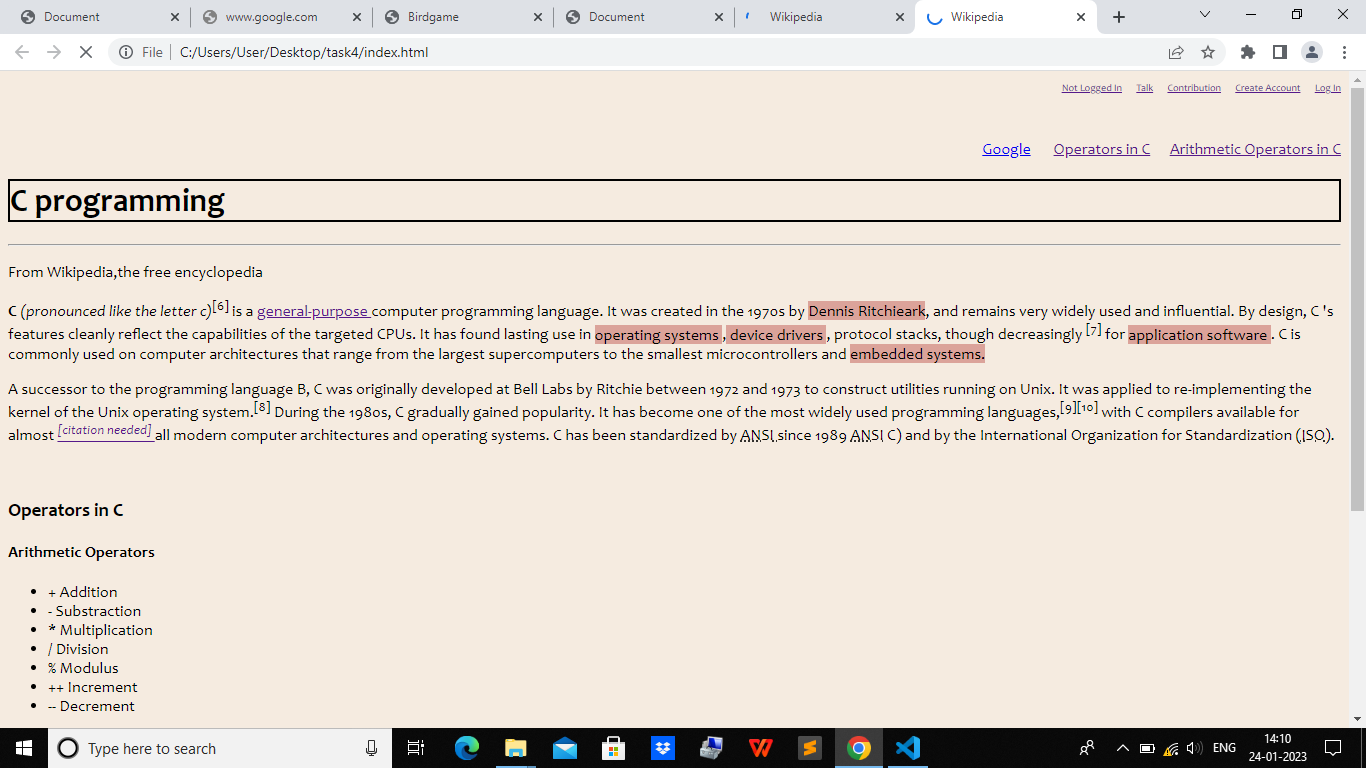 Document
www.google.com
Birdgame
Document
Wikipedia
Wikipedia
File C:/Users/User/Desktop/task4/index.html
Not Logged In Talk Contribution Create Account Log In
Google Operators in C Arithmetic Operators in C
C programming
From Wikipedia,the free encyclopedia
C (pronounced like the letter c)[6] is a general-purpose computer programming language. It was created in the 1970s by Dennis Ritchieark, and remains very widely used and influential. By design, C 's
features cleanly reflect the capabilities of the targeted CPUs. It has found lasting use in operating systems , device drivers , protocol stacks, though decreasingly [7] for application software . C is
commonly used on computer architectures that range from the largest supercomputers to the smallest microcontrollers and embedded systems.
A successor to the programming language B, C was originally developed at Bell Labs by Ritchie between 1972 and 1973 to construct utilities running on Unix. It was applied to re-implementing the
kernel of the Unix operating system.[8] During the 1980s, C gradually gained popularity. It has become one of the most widely used programming languages,[9][10] with C compilers available for
almost [citation needed] all modern computer architectures and operating systems. C has been standardized by ANSI since 1989 ANSI C) and by the International Organization for Standardization (ISO).
Operators in C
Arithmetic Operators
+ Addition
- Substraction
* Multiplication
/ Division
% Modulus
++ Increment
-- Decrement
Type here to search
ENG
14:10
24-01-2023